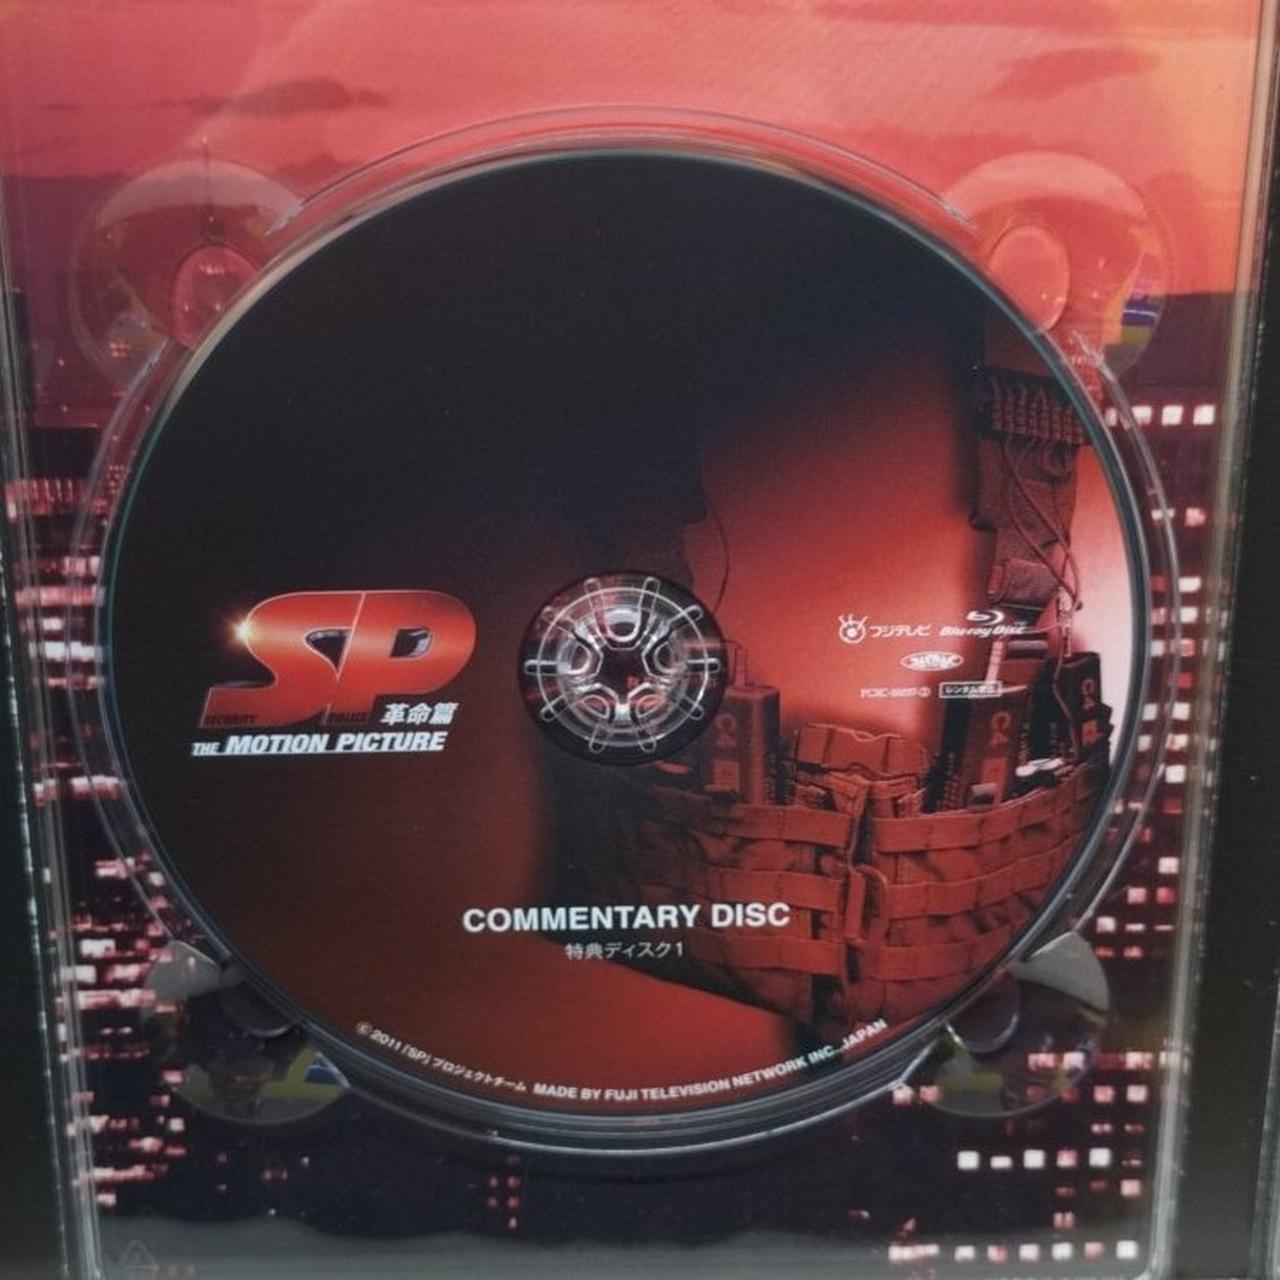 SP
SECURITY POLICE 革命篇
THE MOTION PICTURE
フジテレビ Blu-ray Disc
レンタル禁止
C4
C4
COMMENTARY DISC
特典ディスク1
© 2011「SP」プロジェクトチーム MADE BY FUJI TELEVISION NETWORK INC., JAPAN